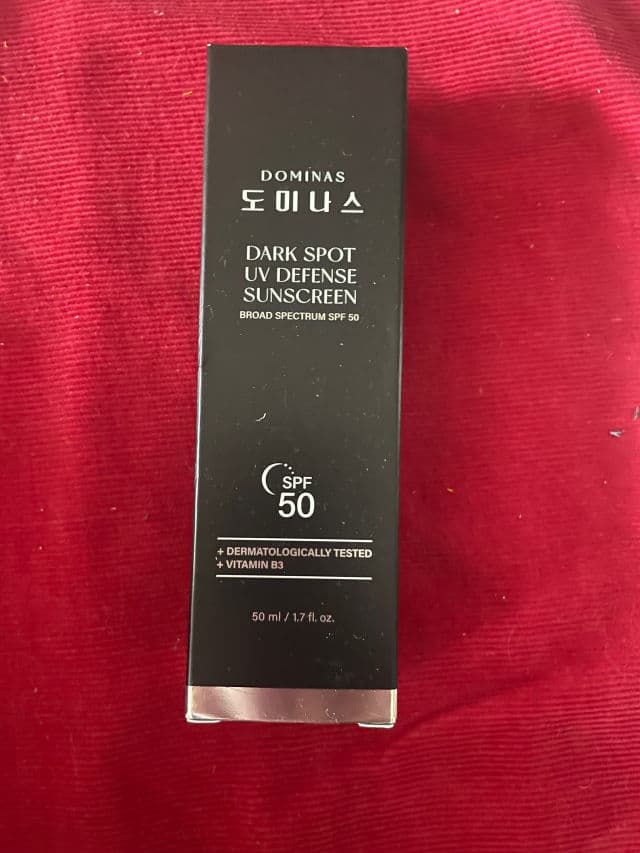 DOMINAS
도미나스
DARK SPOT
UV DEFENSE
SUNSCREEN
BROAD SPECTRUM SPF 50
SPF
50
+ DERMATOLOGICALLY TESTED
+ VITAMIN B3
50 ml / 1.7 fl. oz.